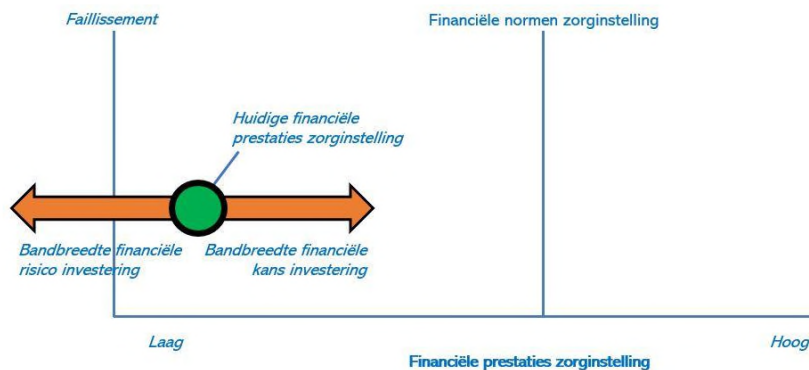 Faillissement
Financiële normen zorginstelling
Huidige financiële
prestaties zorginstelling
Bandbreedte financiële
risico investering
Bandbreedte financiële
kans investering
Laag
Hoog
Financiële prestaties zorginstelling